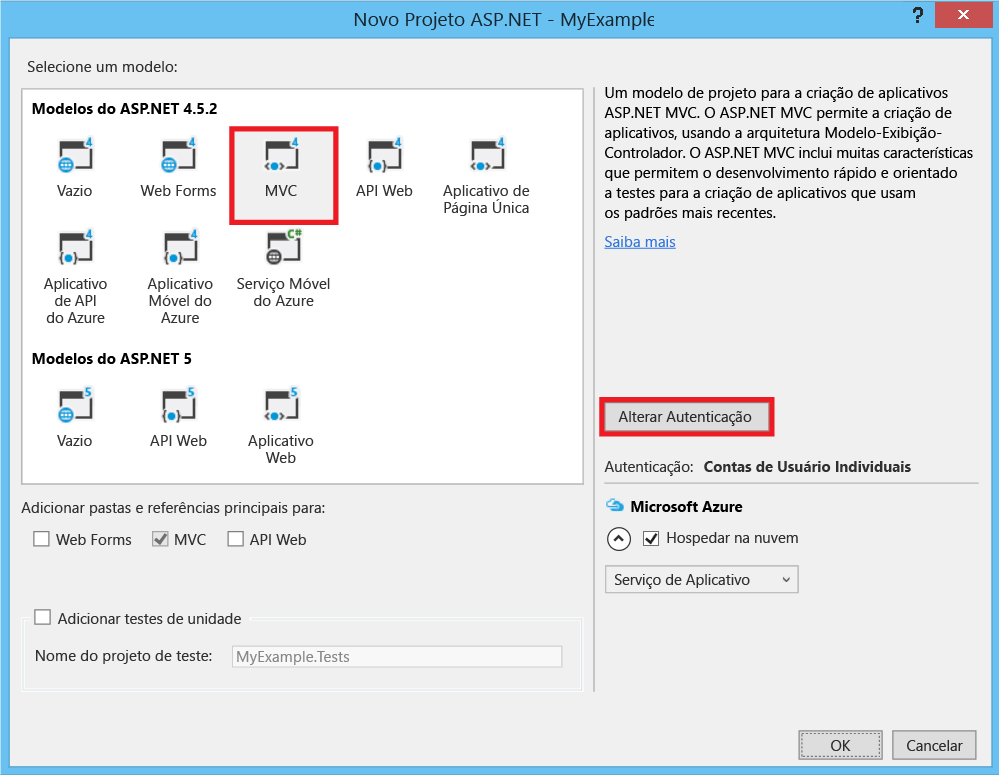 Novo Projeto ASP.NET - MyExample
?
Selecione um modelo:
Modelos do ASP.NET 4.5.2
4 4 4 4 4
Vazio Web Forms MVC API Web Aplicativo de
Página Única
4 4 C#
Aplicativo Aplicativo Serviço Móvel
de API Móvel do do Azure
do Azure Azure
Modelos do ASP.NET 5
5 5 5
Vazio API Web Aplicativo
Web
Adicionar pastas e referências principais para:
Web Forms MVC API Web
Adicionar testes de unidade
Nome do projeto de teste: MyExample.Tests
Um modelo de projeto para a criação de aplicativos
ASP.NET MVC. O ASP.NET MVC permite a criação de
aplicativos, usando a arquitetura Modelo-Exibição-
Controlador. O ASP.NET MVC inclui muitas características
que permitem o desenvolvimento rápido e orientado
a testes para a criação de aplicativos que usam
os padrões mais recentes.
Saiba mais
Alterar Autenticação
Autenticação: Contas de Usuário Individuais
Microsoft Azure
Hospedar na nuvem
Serviço de Aplicativo
OK Cancelar